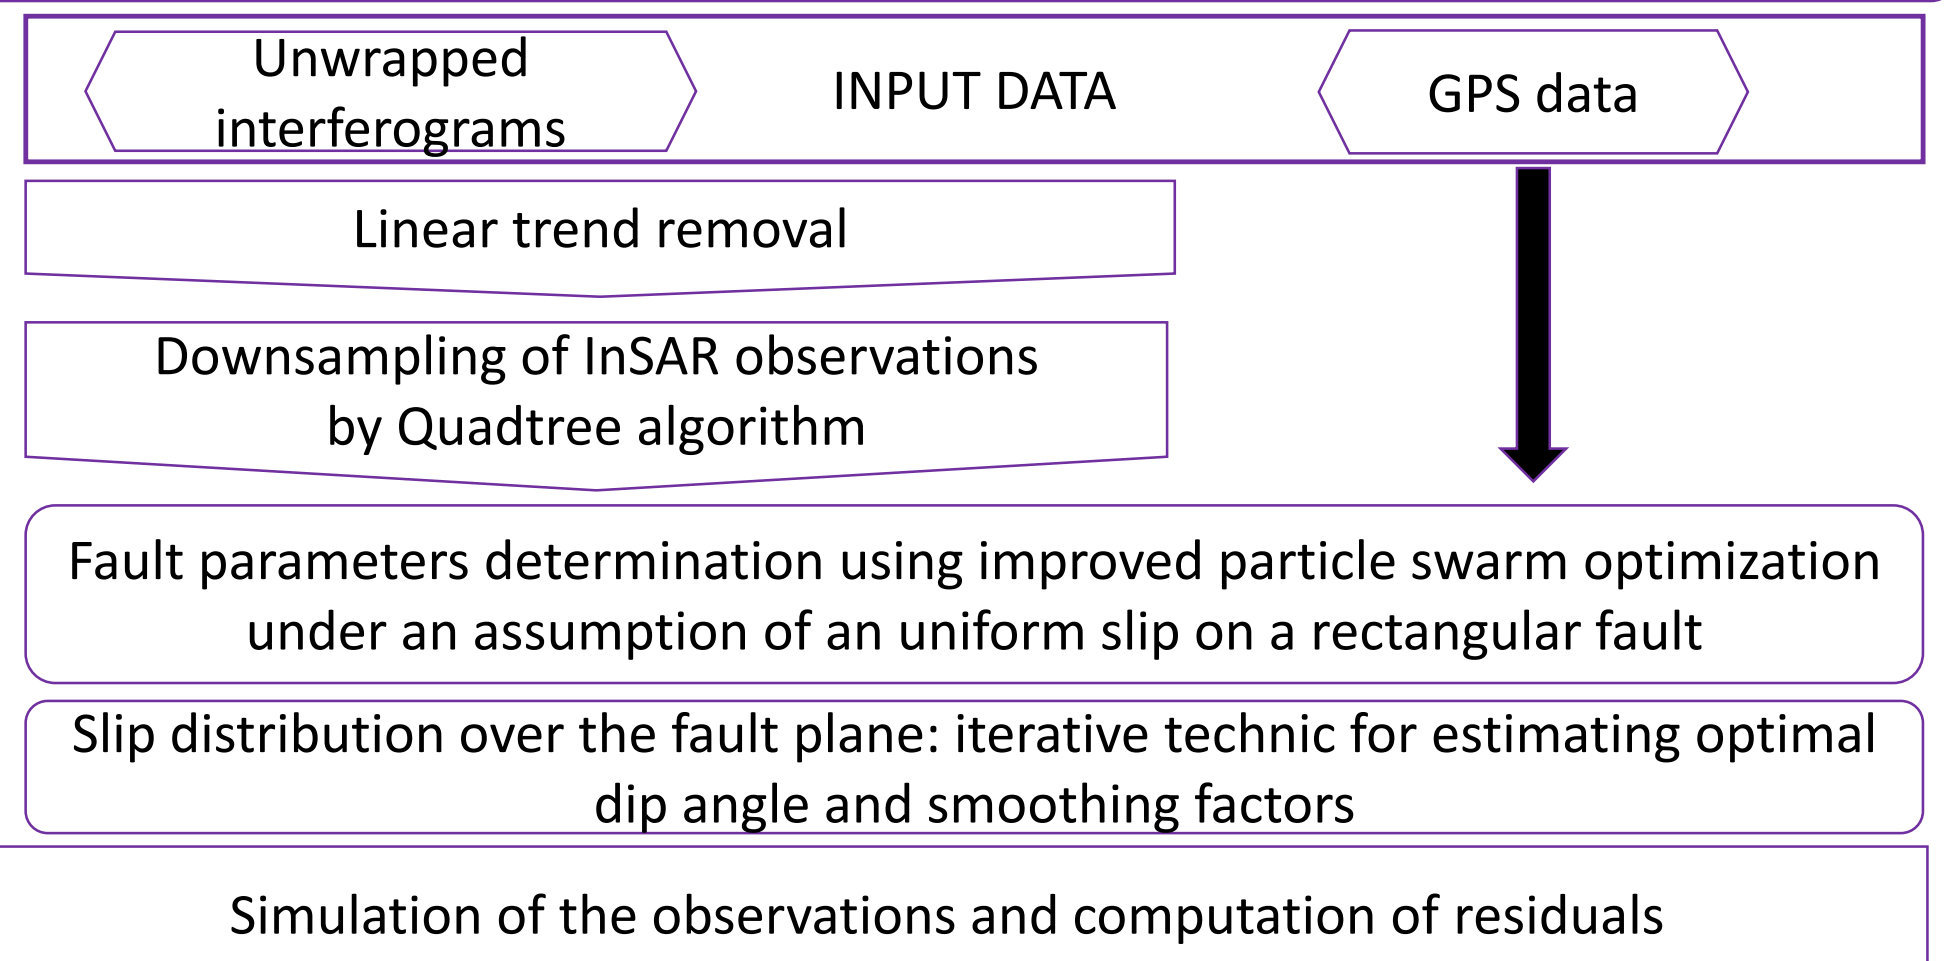 Unwrapped
interferograms
INPUT DATA
GPS data
Linear trend removal
Downsampling of InSAR observations
by Quadtree algorithm
Fault parameters determination using improved particle swarm optimization
under an assumption of an uniform slip on a rectangular fault
Slip distribution over the fault plane: iterative technic for estimating optimal
dip angle and smoothing factors
Simulation of the observations and computation of residuals